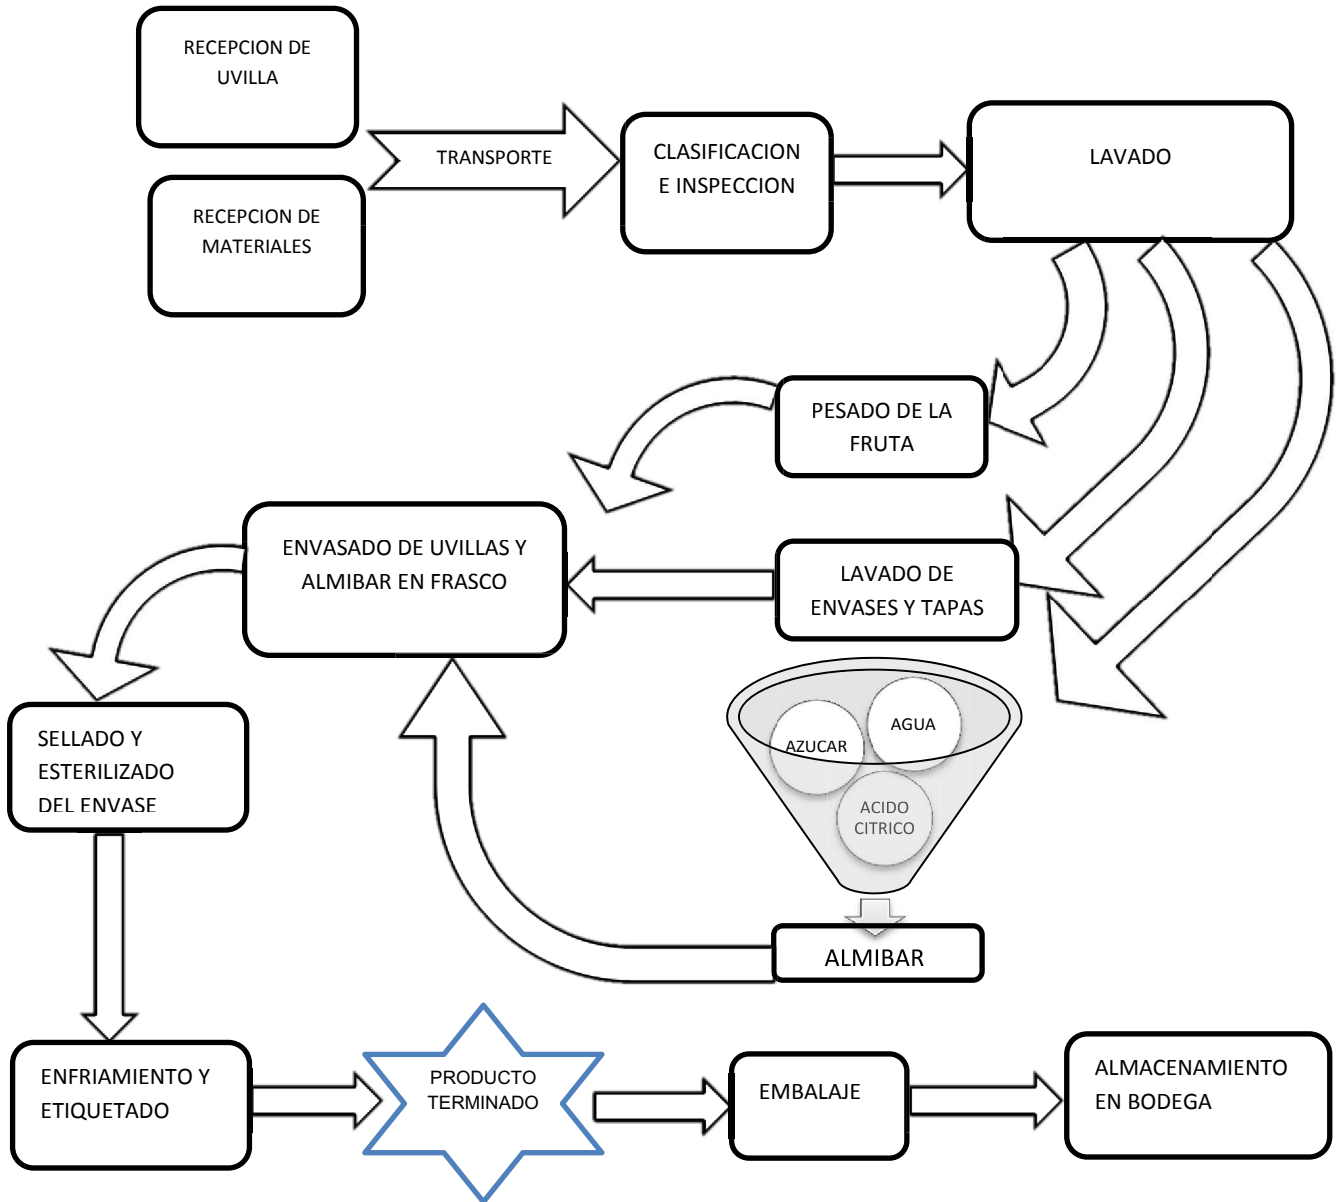 RECEPCION DE
UVILLA
RECEPCION DE
MATERIALES
TRANSPORTE
CLASIFICACION
E INSPECCION
LAVADO
PESADO DE LA
FRUTA
LAVADO DE
ENVASES Y TAPAS
ENVASADO DE UVILLAS Y
ALMIBAR EN FRASCO
AZUCAR
AGUA
ACIDO
CITRICO
ALMIBAR
SELLADO Y
ESTERILIZADO
DEL ENVASE
ENFRIAMIENTO Y
ETIQUETADO
PRODUCTO
TERMINADO
EMBALAJE
ALMACENAMIENTO
EN BODEGA